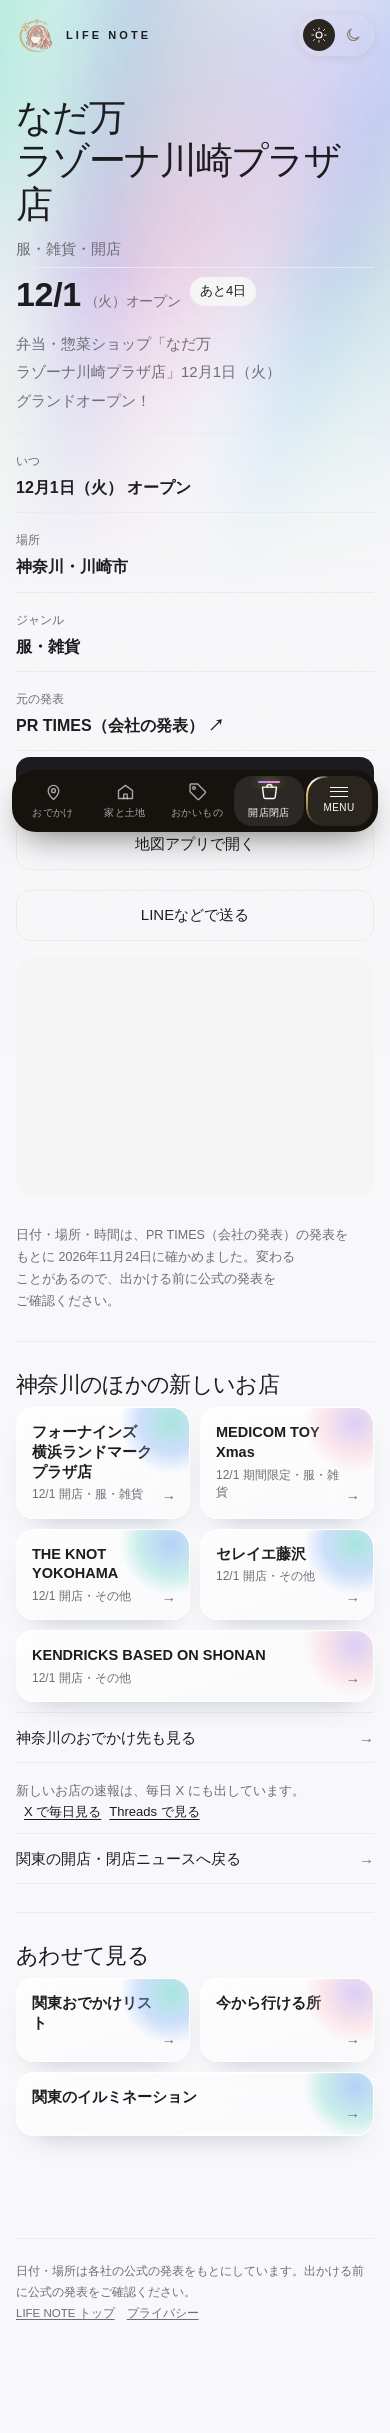 LIFE NOTE
なだ万
ラゾーナ川崎プラザ
店
服・雑貨・開店
12/1 （火）オープン あと4日
弁当・惣菜ショップ「なだ万
ラゾーナ川崎プラザ店」12月1日（火）
グランドオープン！
いつ
12月1日（火） オープン
場所
神奈川・川崎市
ジャンル
服・雑貨
元の発表
PR TIMES（会社の発表） ↗
おでかけ 家と土地 おかいもの 開店閉店 MENU
地図アプリで開く
LINEなどで送る
日付・場所・時間は、PR TIMES（会社の発表）の発表を
もとに 2026年11月24日に確かめました。変わる
ことがあるので、出かける前に公式の発表を
ご確認ください。
神奈川のほかの新しいお店
フォーナインズ
横浜ランドマーク
プラザ店
12/1 開店・服・雑貨 →
MEDICOM TOY
Xmas
12/1 期間限定・服・雑
貨 →
THE KNOT
YOKOHAMA
12/1 開店・その他 →
セレイエ藤沢
12/1 開店・その他
→
KENDRICKS BASED ON SHONAN
12/1 開店・その他 →
神奈川のおでかけ先も見る →
新しいお店の速報は、毎日 X にも出しています。
X で毎日見る Threads で見る
関東の開店・閉店ニュースへ戻る →
あわせて見る
関東おでかけリス
ト
→
今から行ける所
→
関東のイルミネーション
→
日付・場所は各社の公式の発表をもとにしています。出かける前
に公式の発表をご確認ください。
LIFE NOTE トップ プライバシー